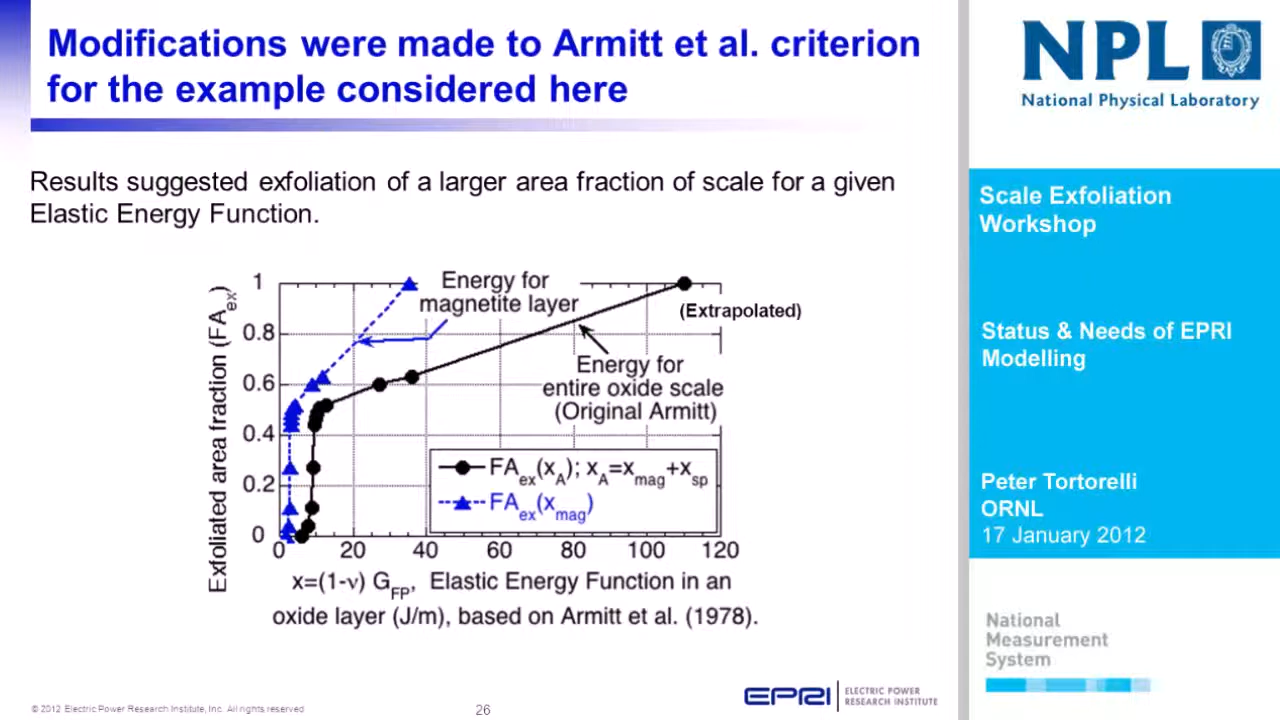 Modifications were made to Armitt et al. criterion
for the example considered here
Results suggested exfoliation of a larger area fraction of scale for a given
Elastic Energy Function.
Exfoliated area fraction (FAex)
1
0.8
0.6
0.4
0.2
0
0 20 40 60 80 100 120
Energy for
magnetite layer
(Extrapolated)
Energy for
entire oxide scale
(Original Armitt)
FAex(xA); xA=xmag+xsp
FAex(xmag)
x=(1-ν) GFP, Elastic Energy Function in an
oxide layer (J/m), based on Armitt et al. (1978).
© 2012 Electric Power Research Institute, Inc. All rights reserved
26
EPRI
ELECTRIC POWER
RESEARCH INSTITUTE
NPL
National Physical Laboratory
Scale Exfoliation
Workshop
Status & Needs of EPRI
Modelling
Peter Tortorelli
ORNL
17 January 2012
National
Measurement
System